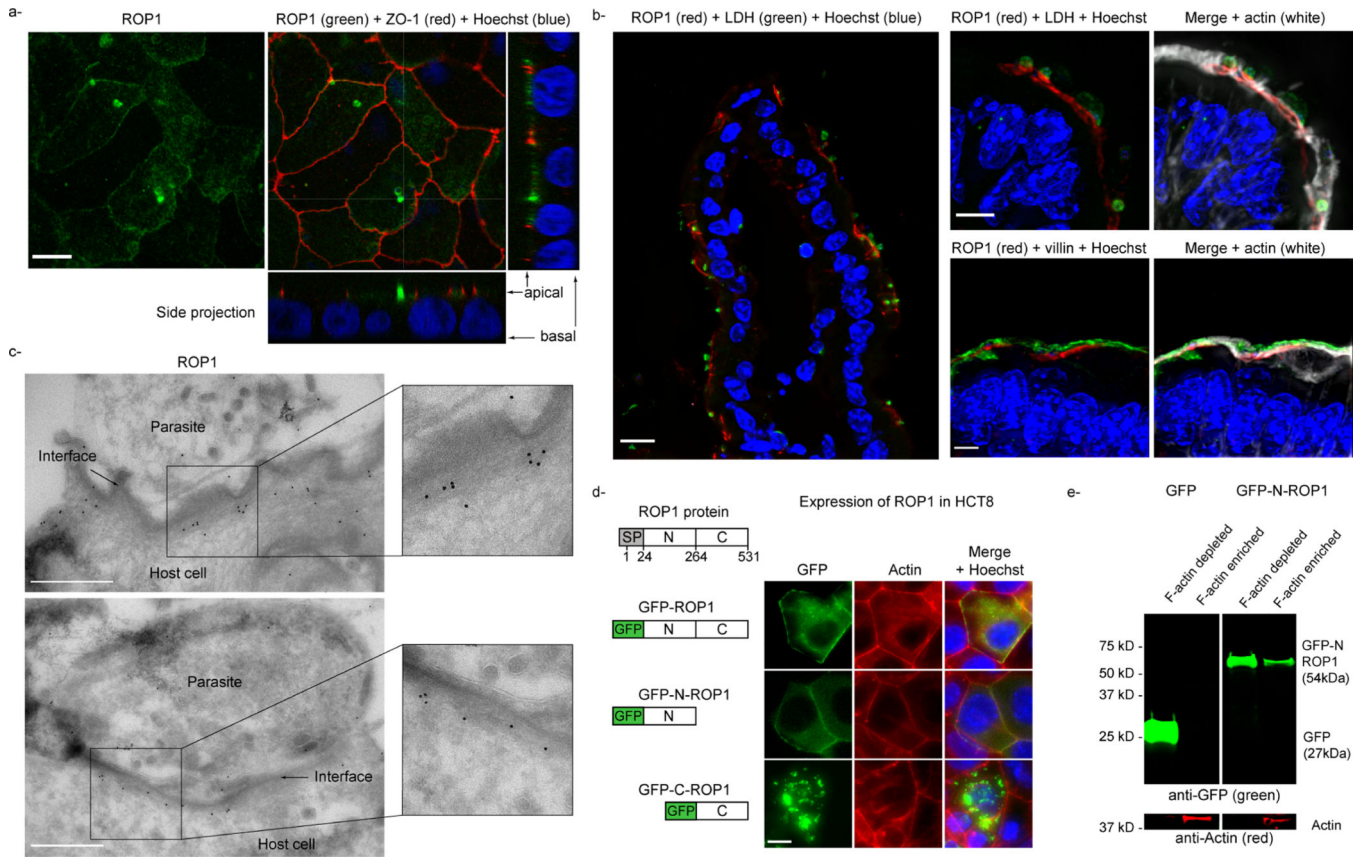 a-
ROP1
ROP1 (green) + ZO-1 (red) + Hoechst (blue)
apical
Side projection
basal
b-
ROP1 (red) + LDH (green) + Hoechst (blue)
ROP1 (red) + LDH + Hoechst
Merge + actin (white)
ROP1 (red) + villin + Hoechst
Merge + actin (white)
c-
ROP1
Parasite
Interface
Host cell
Parasite
Interface
Host cell
d-
ROP1 protein
Expression of ROP1 in HCT8
SP N C
1 24 264 531
GFP
Actin
Merge
+ Hoechst
GFP-ROP1
GFP N C
GFP-N-ROP1
GFP N
GFP-C-ROP1
GFP C
e-
GFP
GFP-N-ROP1
F-actin depleted
F-actin enriched
F-actin depleted
F-actin enriched
75 kD -
50 kD -
37 kD -
25 kD -
GFP-N
ROP1
(54kDa)
GFP
(27kDa)
anti-GFP (green)
37 kD -
Actin
anti-Actin (red)